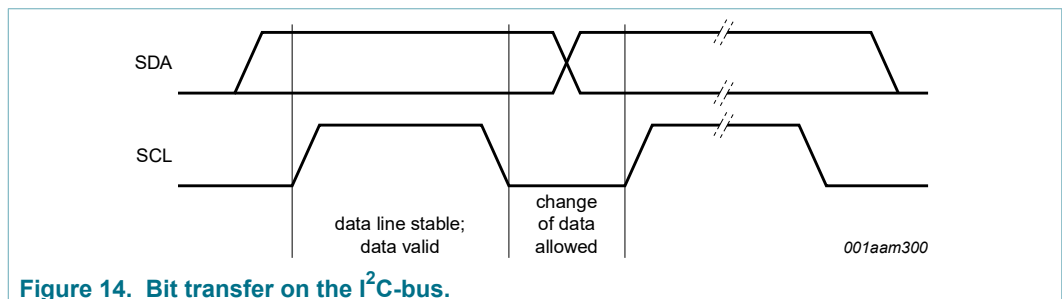 SDA
SCL
data line stable;
data valid
change
of data
allowed
001aam300
Figure 14. Bit transfer on the I²C-bus.